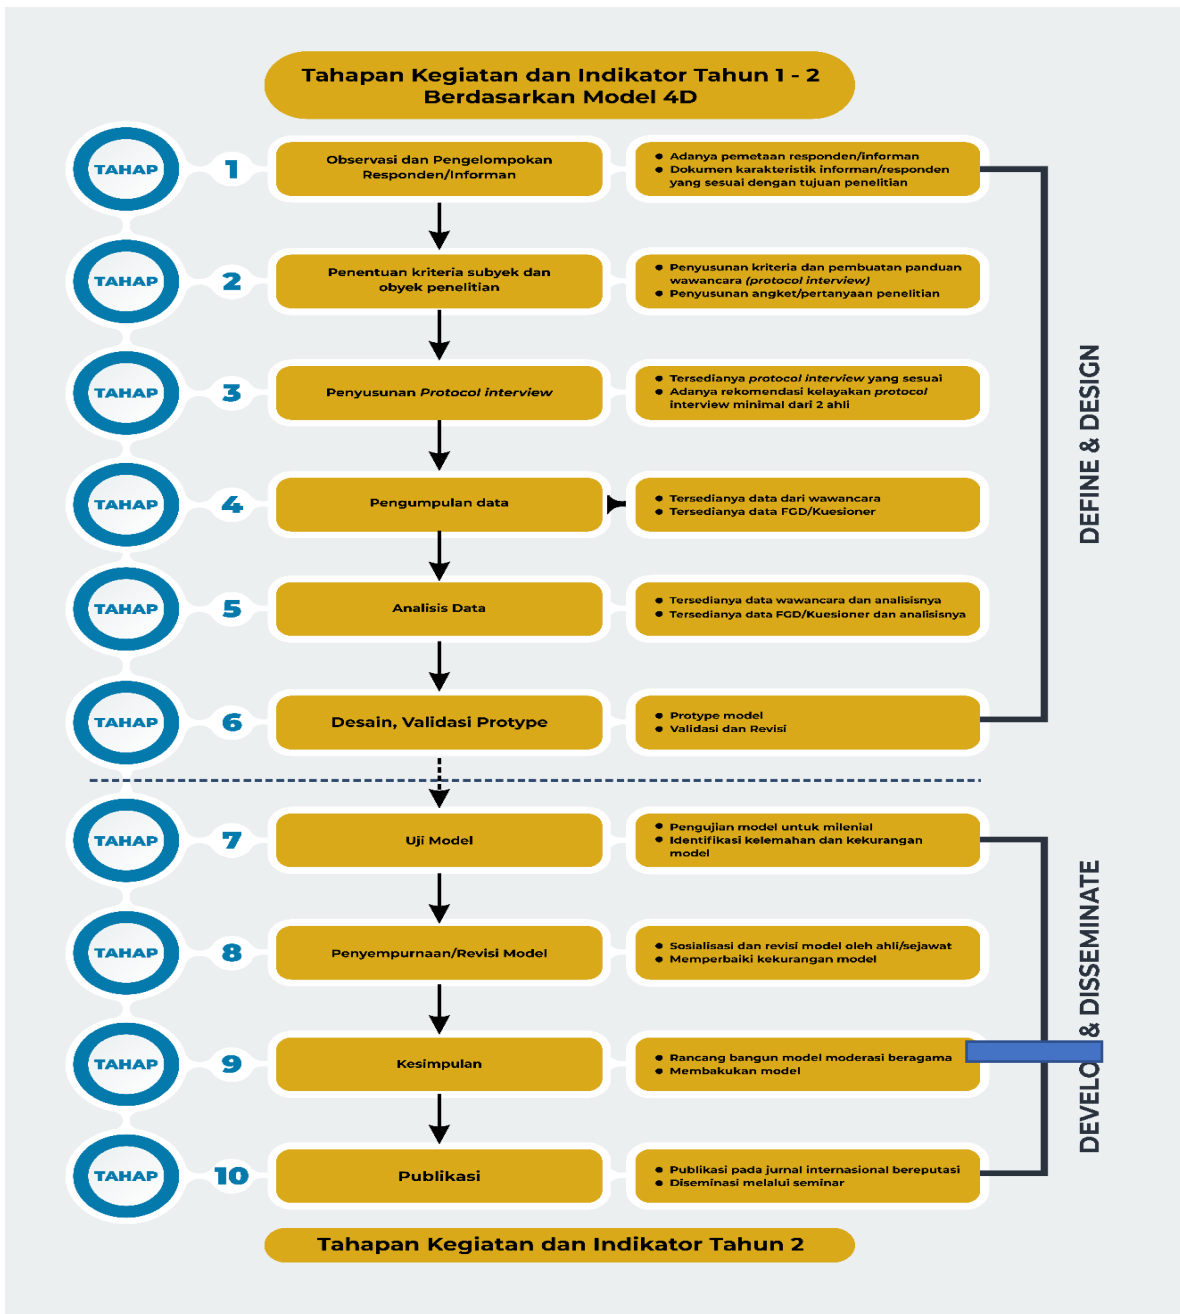 Tahapan Kegiatan dan Indikator Tahun 1 - 2
Berdasarkan Model 4D
TAHAP
1
Observasi dan Pengelompokan
Responden/Informan
● Adanya pemetaan responden/informan
● Dokumen karakteristik informan/responden
yang sesuai dengan tujuan penelitian
TAHAP
2
Penentuan kriteria subyek dan
obyek penelitian
● Penyusunan kriteria dan pembuatan panduan
wawancara (protocol interview)
● Penyusunan angket/pertanyaan penelitian
TAHAP
3
Penyusunan Protocol interview
● Tersedianya protocol interview yang sesuai
● Adanya rekomendasi kelayakan protocol
interview minimal dari 2 ahli
TAHAP
4
Pengumpulan data
● Tersedianya data dari wawancara
● Tersedianya data FGD/Kuesioner
TAHAP
5
Analisis Data
● Tersedianya data wawancara dan analisisnya
● Tersedianya data FGD/Kuesioner dan analisisnya
TAHAP
6
Desain, Validasi Protype
● Protype model
● Validasi dan Revisi
DEFINE & DESIGN
TAHAP
7
Uji Model
● Pengujian model untuk milenial
● Identifikasi kelemahan dan kekurangan
model
TAHAP
8
Penyempurnaan/Revisi Model
● Sosialisasi dan revisi model oleh ahli/sejawat
● Memperbaiki kekurangan model
TAHAP
9
Kesimpulan
● Rancang bangun model moderasi beragama
● Membakukan model
TAHAP
10
Publikasi
● Publikasi pada jurnal internasional bereputasi
● Diseminasi melalui seminar
& DISSEMINATE
Tahapan Kegiatan dan Indikator Tahun 2